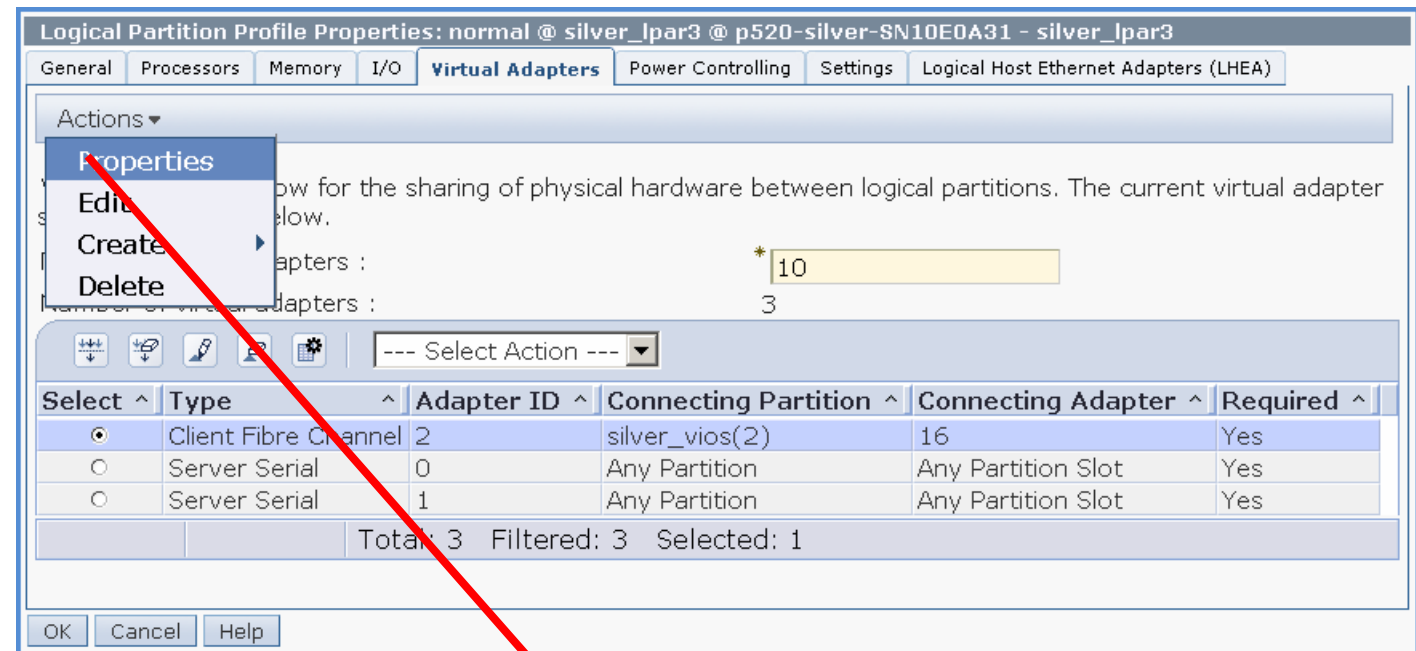 Logical Partition Profile Properties: normal @ silver_lpar3 @ p520-silver-SN10E0A31 - silver_lpar3
General Processors Memory I/O Virtual Adapters Power Controlling Settings Logical Host Ethernet Adapters (LHEA)
Actions
Properties
ow for the sharing of physical hardware between logical partitions. The current virtual adapter
Edit
elow.
Create
apters :
* 10
Delete
adapters :
3
--- Select Action ---
Select ^ Type ^ Adapter ID ^ Connecting Partition ^ Connecting Adapter ^ Required ^
Client Fibre Channel 2 silver_vios(2) 16 Yes
Server Serial 0 Any Partition Any Partition Slot Yes
Server Serial 1 Any Partition Any Partition Slot Yes
Total: 3 Filtered: 3 Selected: 1
OK Cancel Help